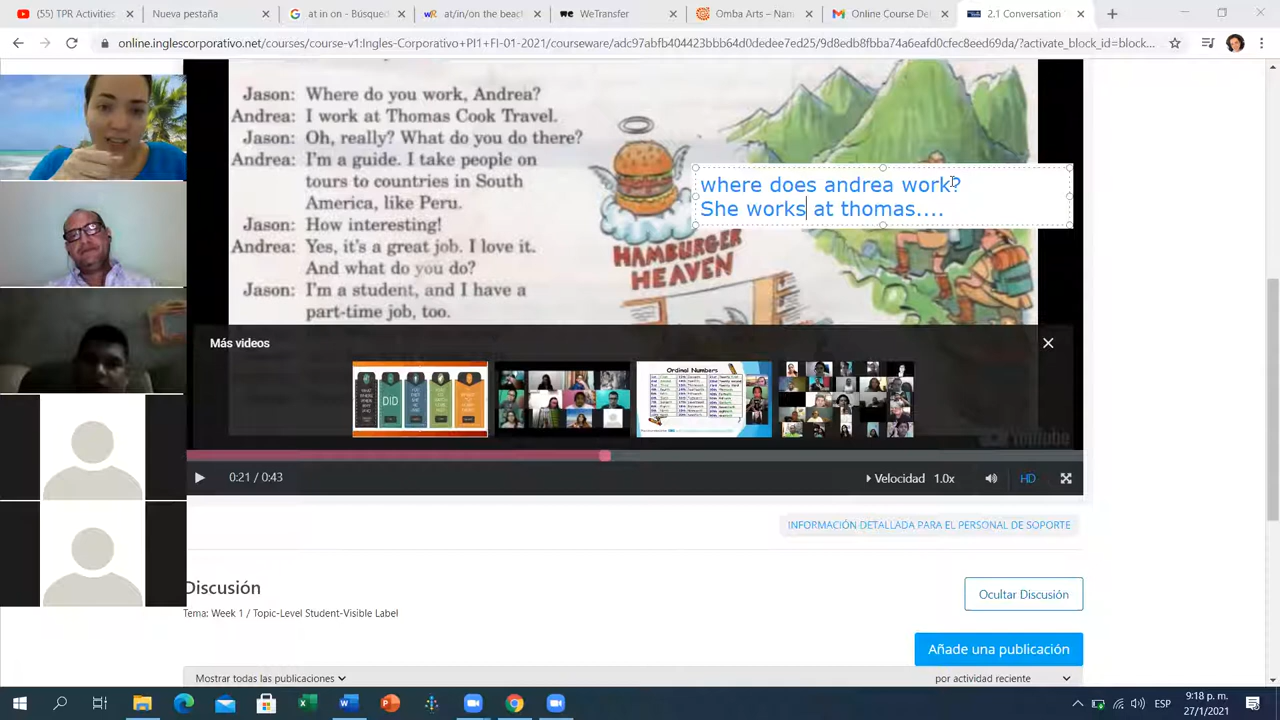 (55) TPR Activities
Nueva pestaña
at in on - Búsqued
at/in/on the beach
WeTransfer
Omba Arts – Nan
Online Course De
2.1 Conversation
online.inglescorporativo.net/courses/course-v1:Ingles-Corporativo+PI1+FI-01-2021/courseware/adc97abfb404423bbb64d0dedee7ed25/9d8edb8fbba74a6eafd0cfec8eed69da/?activate_block_id=block...
Jason: Where do you work, Andrea?
Andrea: I work at Thomas Cook Travel.
Jason: Oh, really? What do you do there?
Andrea: I'm a guide. I take people on
tours to countries in South
America, like Peru.
Jason: How interesting!
Andrea: Yes, it's a great job. I love it.
And what do you do?
Jason: I'm a student, and I have a
part-time job, too.
where does andrea work?
She works at thomas....
HAMBURGER
HEAVEN
Más videos
DID
Ordinal Numbers
YouTube
0:21 / 0:43
Velocidad 1.0x
HD
INFORMACIÓN DETALLADA PARA EL PERSONAL DE SOPORTE
Discusión
Ocultar Discusión
Tema: Week 1 / Topic-Level Student-Visible Label
Añade una publicación
Mostrar todas las publicaciones
por actividad reciente
ESP
9:18 p. m.
27/1/2021